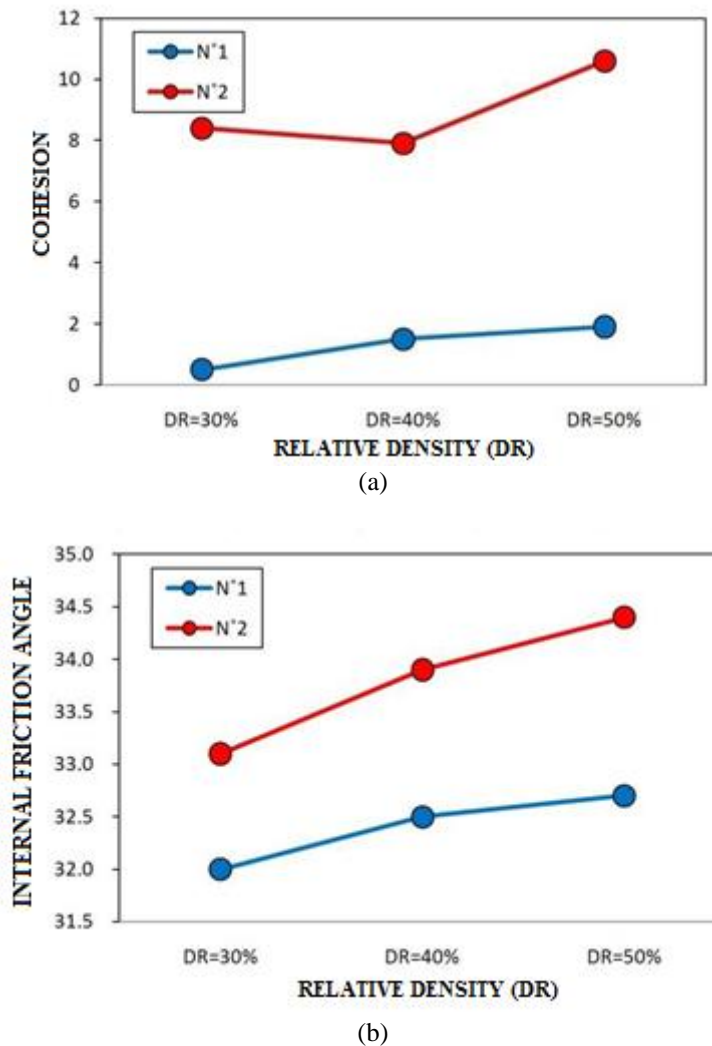 12
10
8
6
4
2
0
N°1
N°2
COHESION
DR=30% DR=40% DR=50%
RELATIVE DENSITY (DR)
(a)
35.0
34.5
34.0
33.5
33.0
32.5
32.0
31.5
N°1
N°2
INTERNAL FRICTION ANGLE
DR=30% DR=40% DR=50%
RELATIVE DENSITY (DR)
(b)